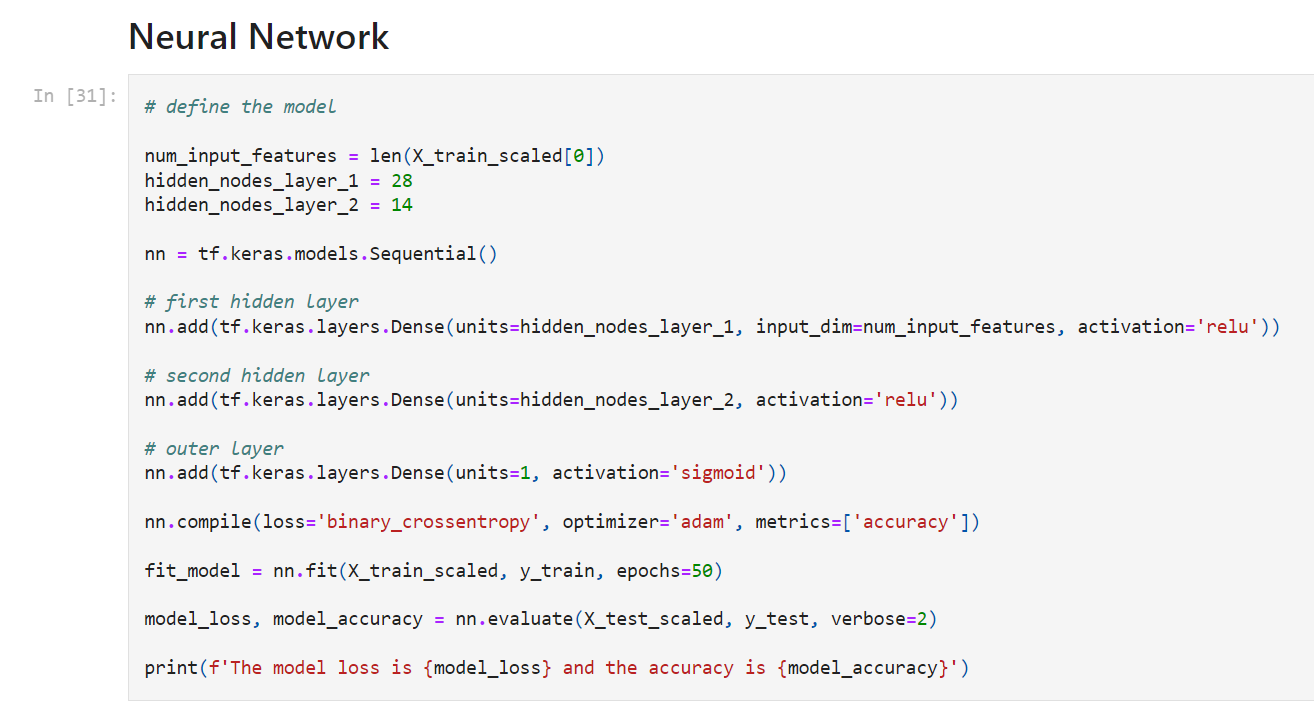 Neural Network
In [31]:
# define the model
num_input_features = len(X_train_scaled[0])
hidden_nodes_layer_1 = 28
hidden_nodes_layer_2 = 14
nn = tf.keras.models.Sequential()
# first hidden layer
nn.add(tf.keras.layers.Dense(units=hidden_nodes_layer_1, input_dim=num_input_features, activation='relu'))
# second hidden layer
nn.add(tf.keras.layers.Dense(units=hidden_nodes_layer_2, activation='relu'))
# outer layer
nn.add(tf.keras.layers.Dense(units=1, activation='sigmoid'))
nn.compile(loss='binary_crossentropy', optimizer='adam', metrics=['accuracy'])
fit_model = nn.fit(X_train_scaled, y_train, epochs=50)
model_loss, model_accuracy = nn.evaluate(X_test_scaled, y_test, verbose=2)
print(f'The model loss is {model_loss} and the accuracy is {model_accuracy}')